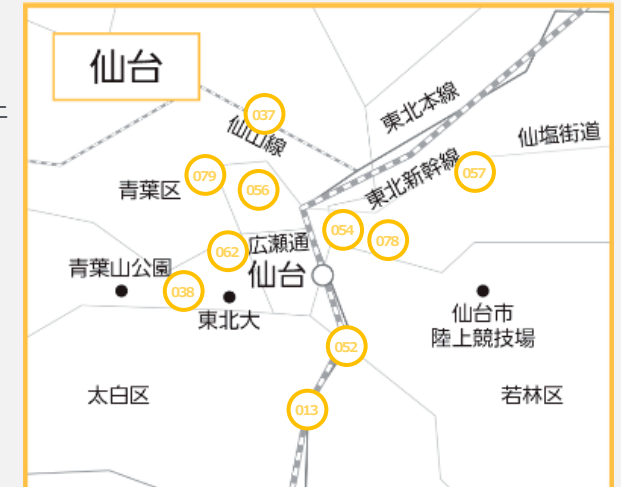 仙台
037
仙山線
東北本線
仙塩街道
079
056
青葉区
東北新幹線
057
054
078
062
広瀬通
仙台
青葉山公園
038
東北大
仙台市
陸上競技場
052
太白区
013
若林区